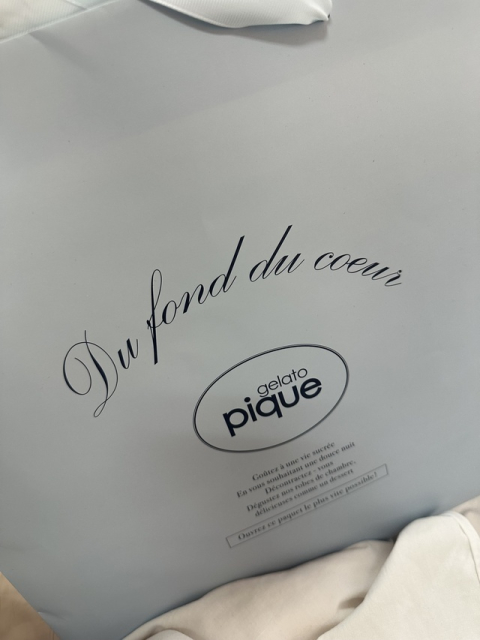 Du fond du coeur
gelato
pique
Goûtez à une vie sucrée
En vous souhaitant une douce nuit
Décontractez , vous
Dégustez nos robes de chambre,
délicieuses comme un dessert
Ouvrez ce paquet le plus vite possible!